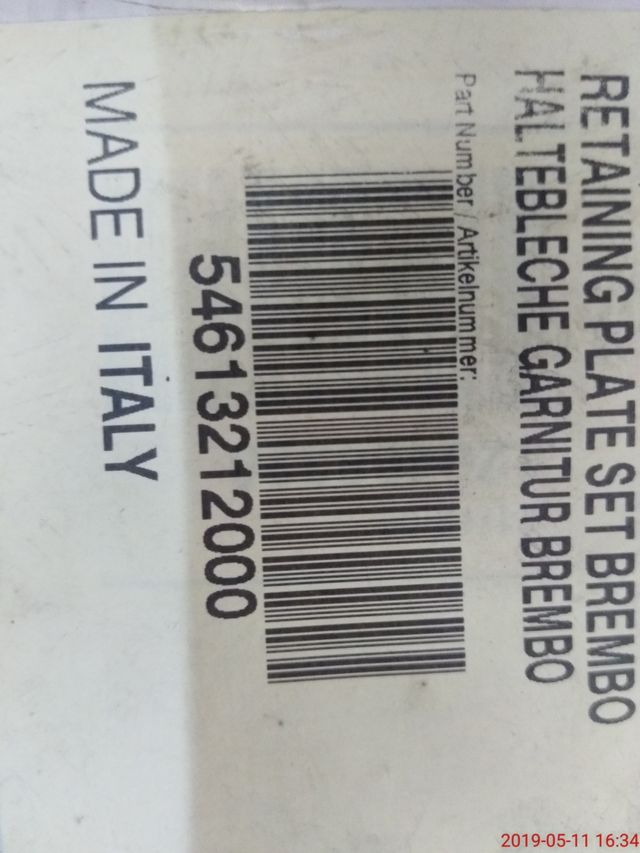 RETAINING PLATE SET BREMBO
HALTEBLECHE GARNITUR BREMBO
Part Number / Artikelnummer:
54613212000
MADE IN ITALY
2019-05-11 16:34